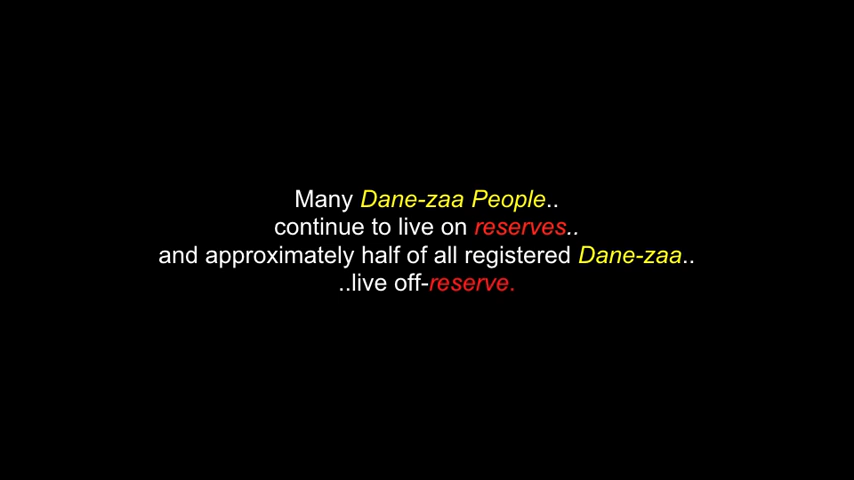 Many Dane-zaa People..
continue to live on reserves..
and approximately half of all registered Dane-zaa..
..live off-reserve.